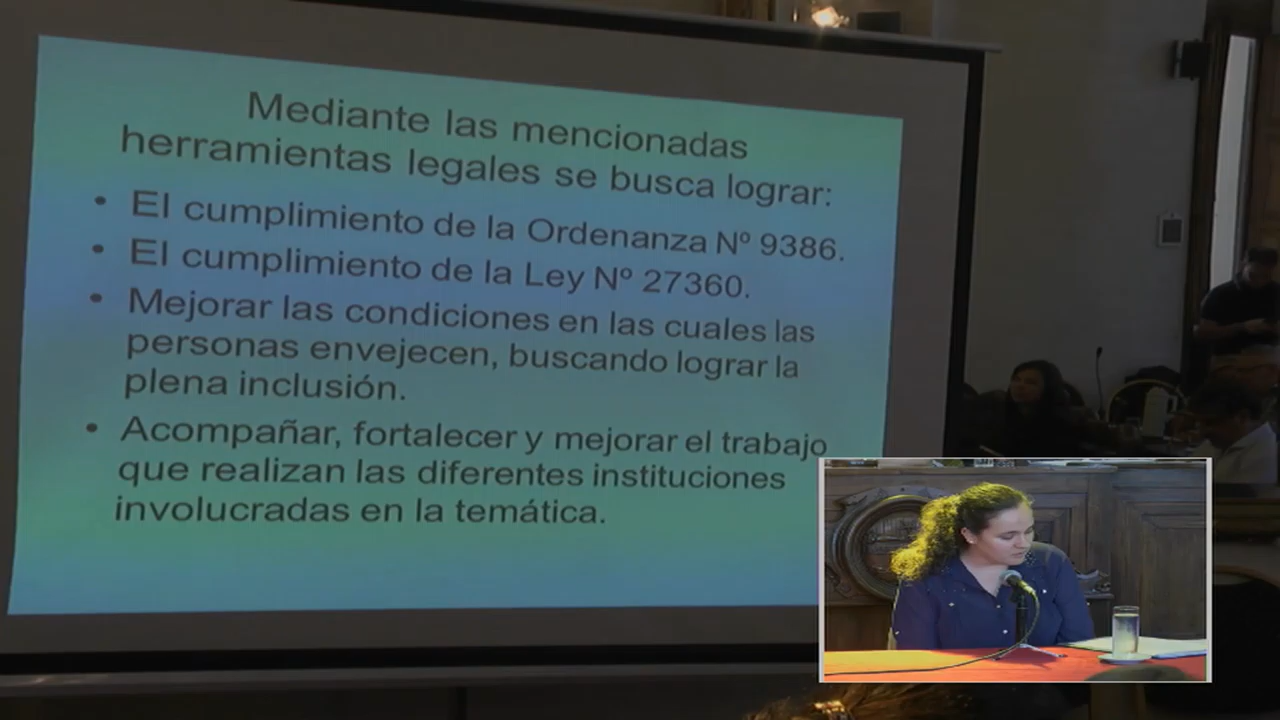 Mediante las mencionadas
herramientas legales se busca lograr:
• El cumplimiento de la Ordenanza Nº 9386.
• El cumplimiento de la Ley Nº 27360.
• Mejorar las condiciones en las cuales las
personas envejecen, buscando lograr la
plena inclusión.
• Acompañar, fortalecer y mejorar el trabajo
que realizan las diferentes instituciones
involucradas en la temática.